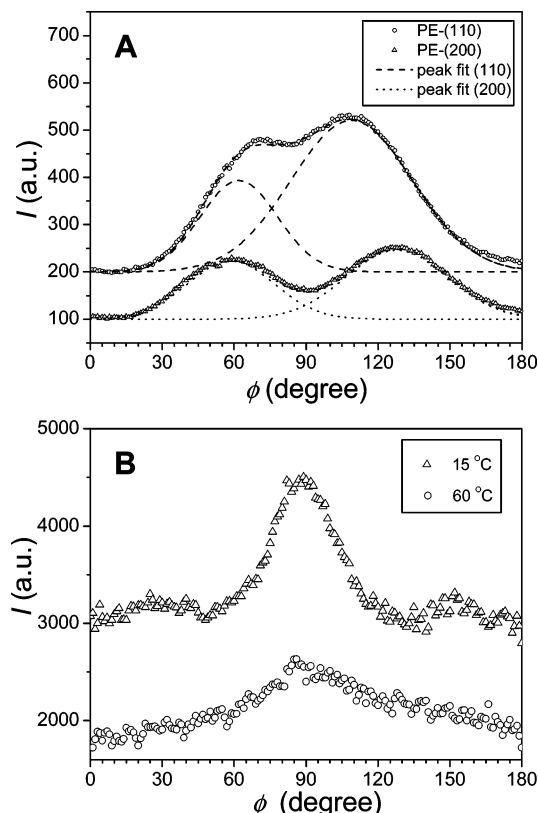 A
PE-(110)
PE-(200)
peak fit (110)
peak fit (200)
700
600
500
400
300
200
100
I (a.u.)
0 30 60 90 120 150 180
ϕ (degree)
B
15 °C
60 °C
5000
4000
3000
2000
I (a.u.)
0 30 60 90 120 150 180
ϕ (degree)